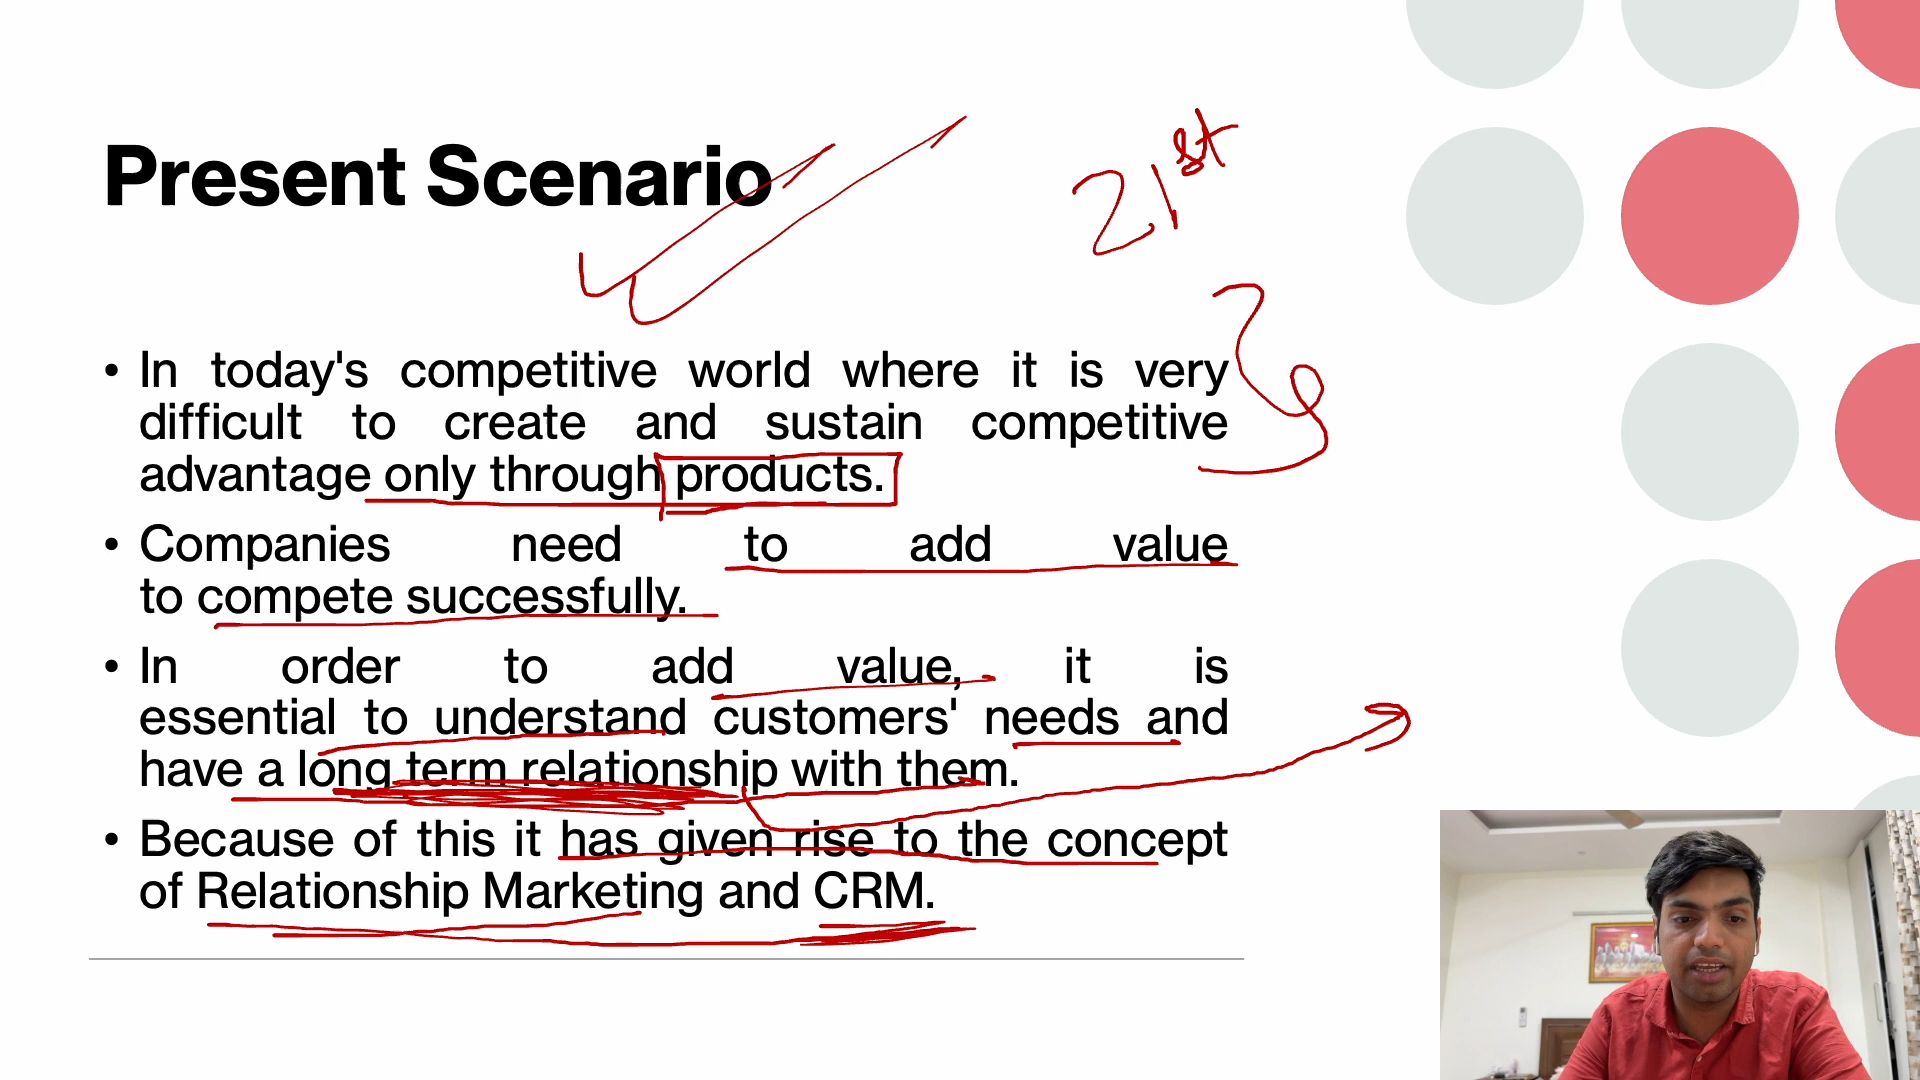 Present Scenario
21st
• In today's competitive world where it is very
difficult to create and sustain competitive
advantage only through products.
• Companies need to add value
to compete successfully.
• In order to add value, it is
essential to understand customers' needs and
have a long term relationship with them.
• Because of this it has given rise to the concept
of Relationship Marketing and CRM.